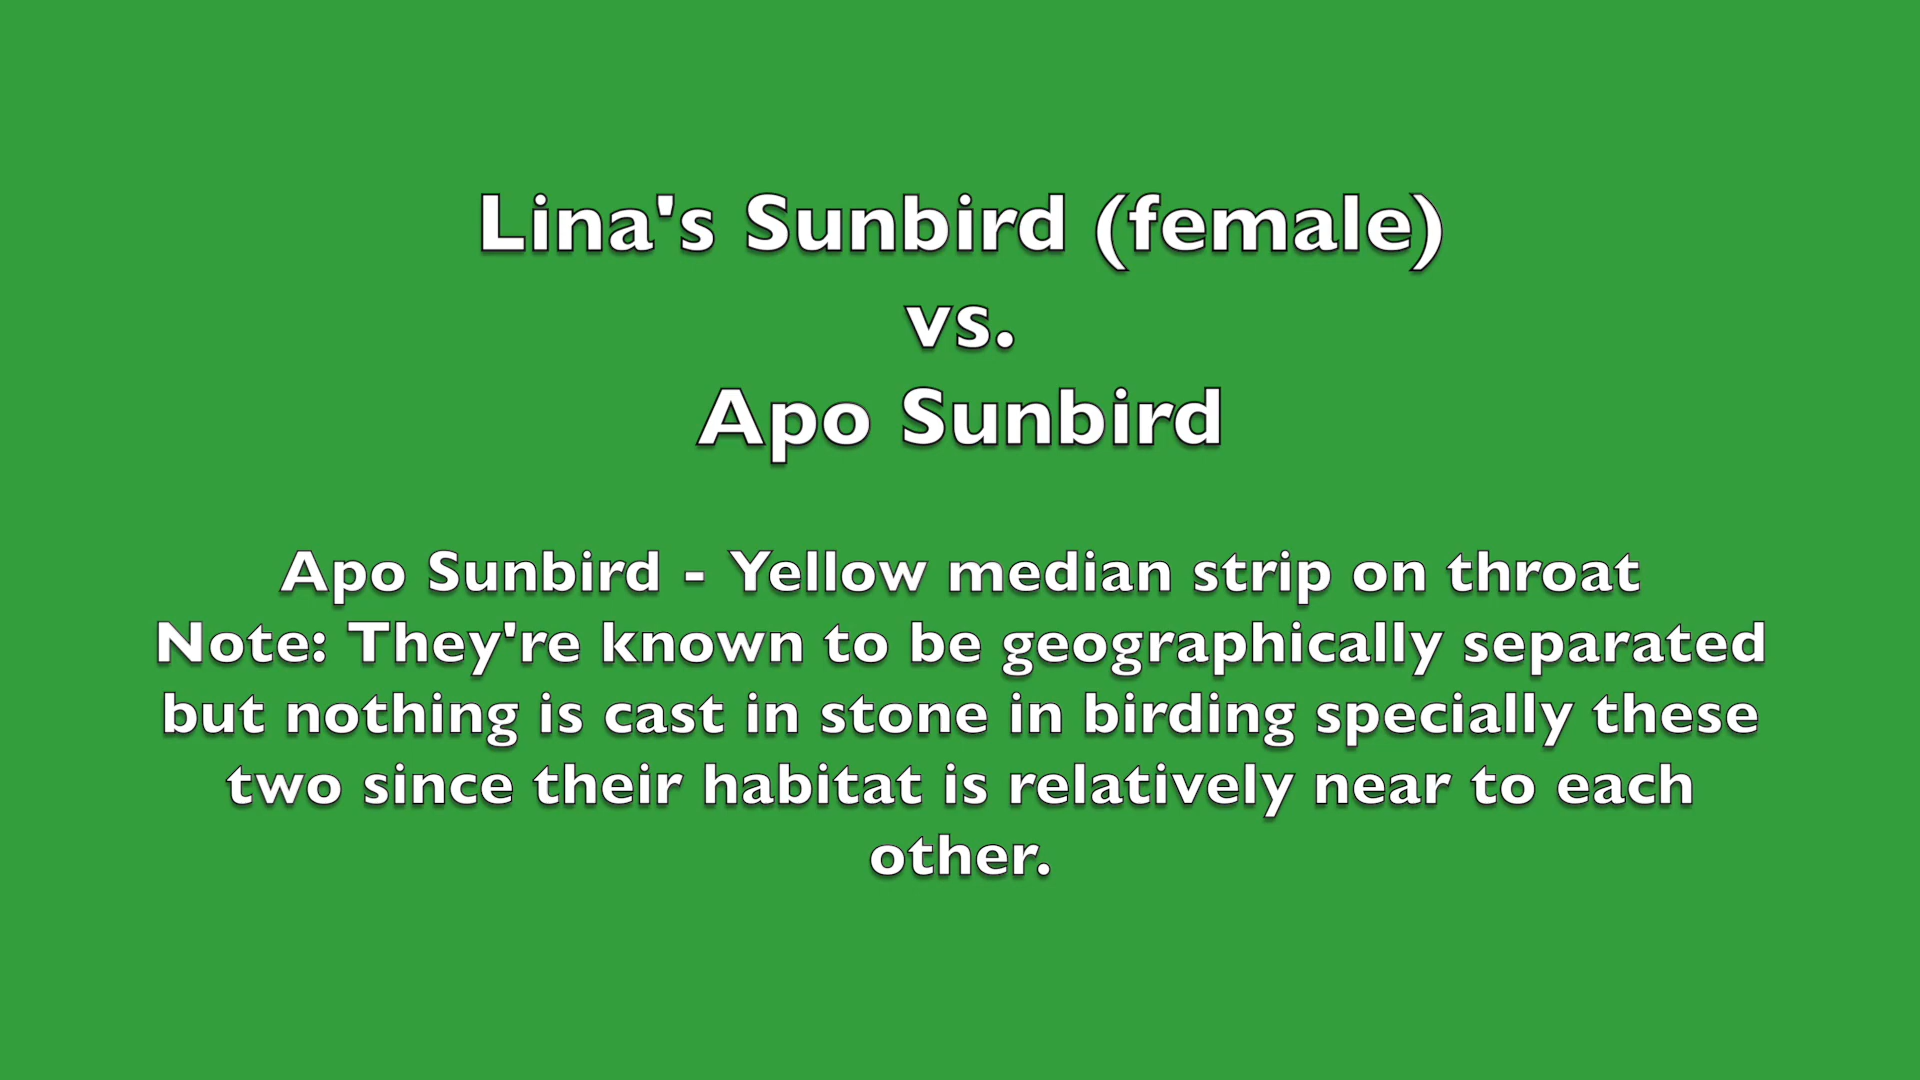 Lina's Sunbird (female)
vs.
Apo Sunbird
Apo Sunbird - Yellow median strip on throat
Note: They're known to be geographically separated
but nothing is cast in stone in birding specially these
two since their habitat is relatively near to each
other.